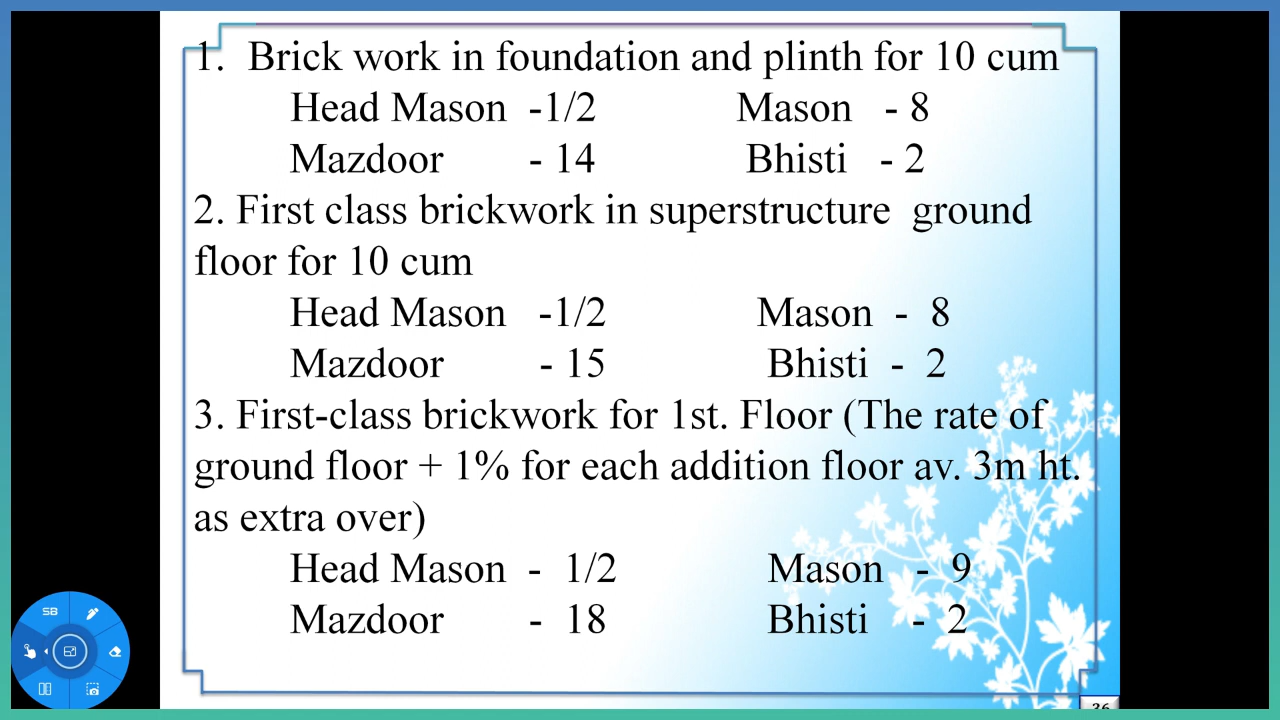 1. Brick work in foundation and plinth for 10 cum
Head Mason -1/2 Mason - 8
Mazdoor - 14 Bhisti - 2
2. First class brickwork in superstructure ground
floor for 10 cum
Head Mason -1/2 Mason - 8
Mazdoor - 15 Bhisti - 2
3. First-class brickwork for 1st. Floor (The rate of
ground floor + 1% for each addition floor av. 3m ht.
as extra over)
Head Mason - 1/2 Mason - 9
Mazdoor - 18 Bhisti - 2
SB
36